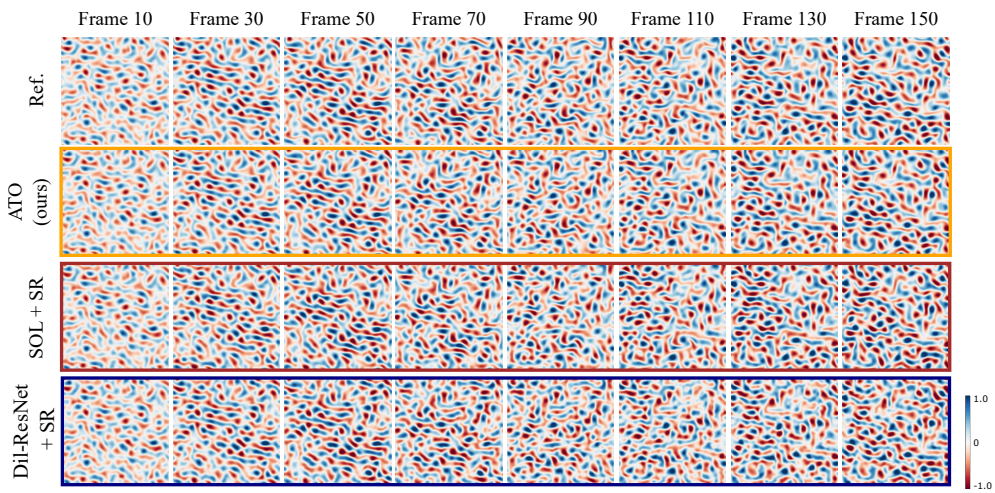 Frame 10 Frame 30 Frame 50 Frame 70 Frame 90 Frame 110 Frame 130 Frame 150
Ref.
ATO
(ours)
SOL + SR
Dil-ResNet
+ SR
1.0
0
-1.0